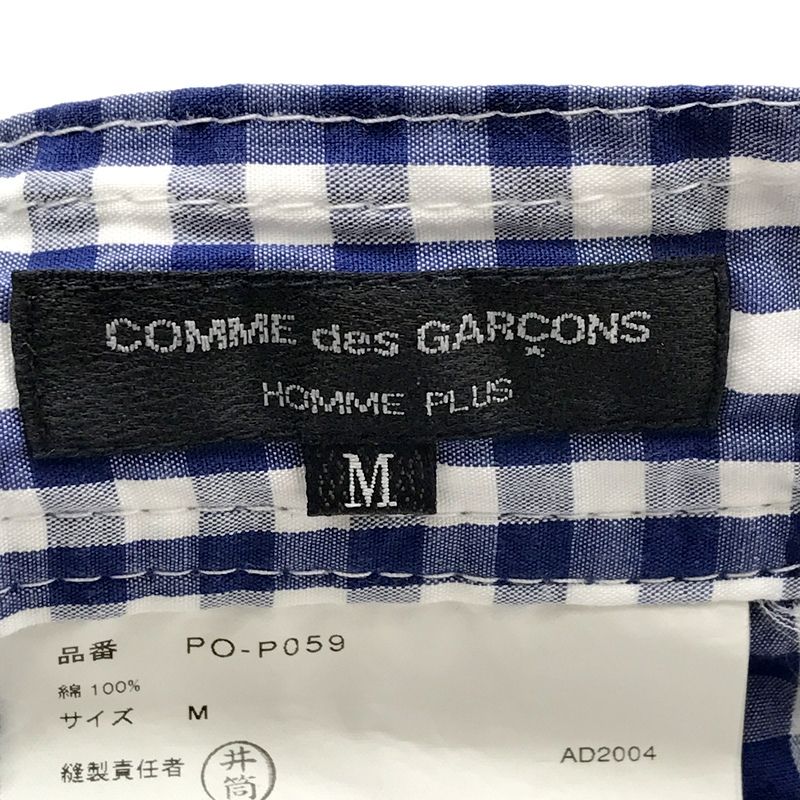 COMME des GARÇONS
HOMME PLUS
M
品番 PO-P059
綿 100%
サイズ M
縫製責任者 井筒
AD2004